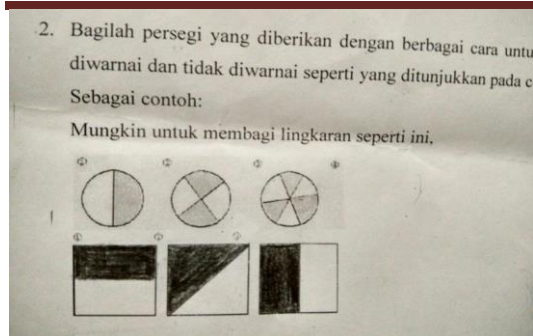 2. Bagilah persegi yang diberikan dengan berbagai cara untu
diwarnai dan tidak diwarnai seperti yang ditunjukkan pada c
Sebagai contoh:
Mungkin untuk membagi lingkaran seperti ini,